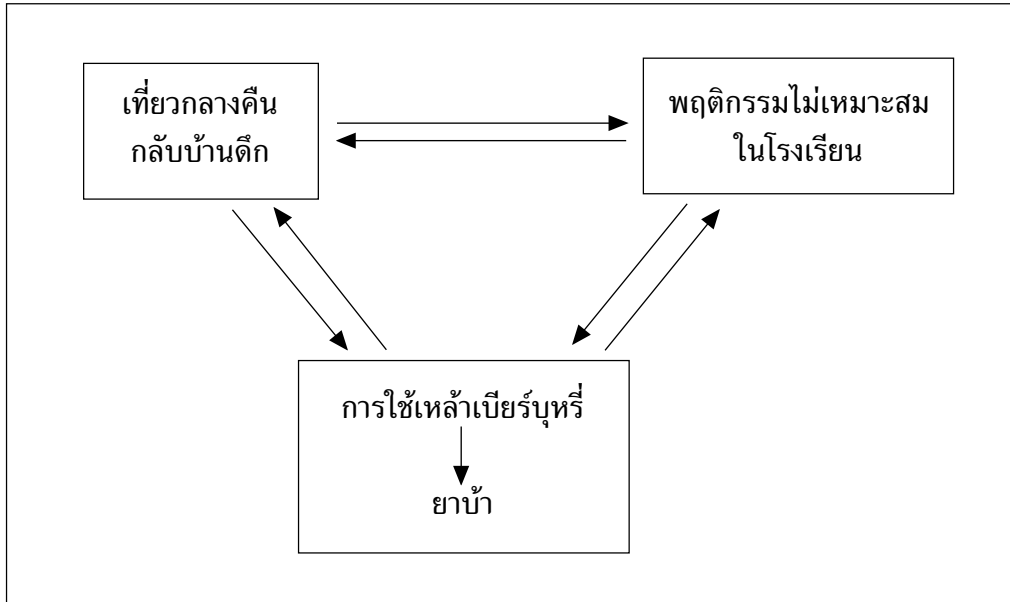 เที่ยวกลางคืน
กลับบ้านดึก
พฤติกรรมไม่เหมาะสม
ในโรงเรียน
การใช้เหล้าเบียร์บุหรี่
ยาบ้า